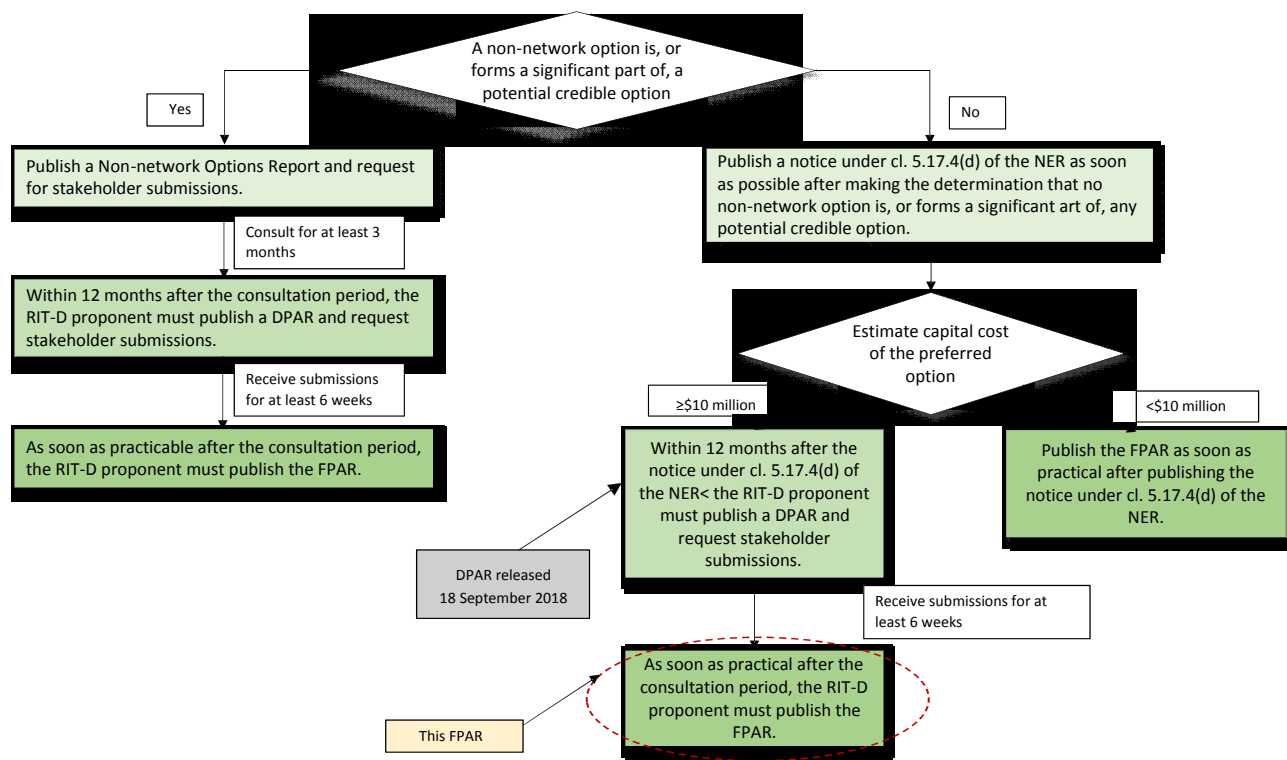 A non-network option is, or
forms a significant part of, a
potential credible option
Yes
No
Publish a Non-network Options Report and request
for stakeholder submissions.
Publish a notice under cl. 5.17.4(d) of the NER as soon
as possible after making the determination that no
non-network option is, or forms a significant art of, any
potential credible option.
Consult for at least 3
months
Within 12 months after the consultation period, the
RIT-D proponent must publish a DPAR and request
stakeholder submissions.
Estimate capital cost
of the preferred
option
Receive submissions
for at least 6 weeks
≥$10 million
<$10 million
As soon as practicable after the consultation period,
the RIT-D proponent must publish the FPAR.
Within 12 months after the
notice under cl. 5.17.4(d) of
the NER< the RIT-D proponent
must publish a DPAR and
request stakeholder
submissions.
Publish the FPAR as soon as
practical after publishing the
notice under cl. 5.17.4(d) of the
NER.
DPAR released
18 September 2018
Receive submissions for at
least 6 weeks
As soon as practical after the
consultation period, the RIT-D
proponent must publish the
FPAR.
This FPAR